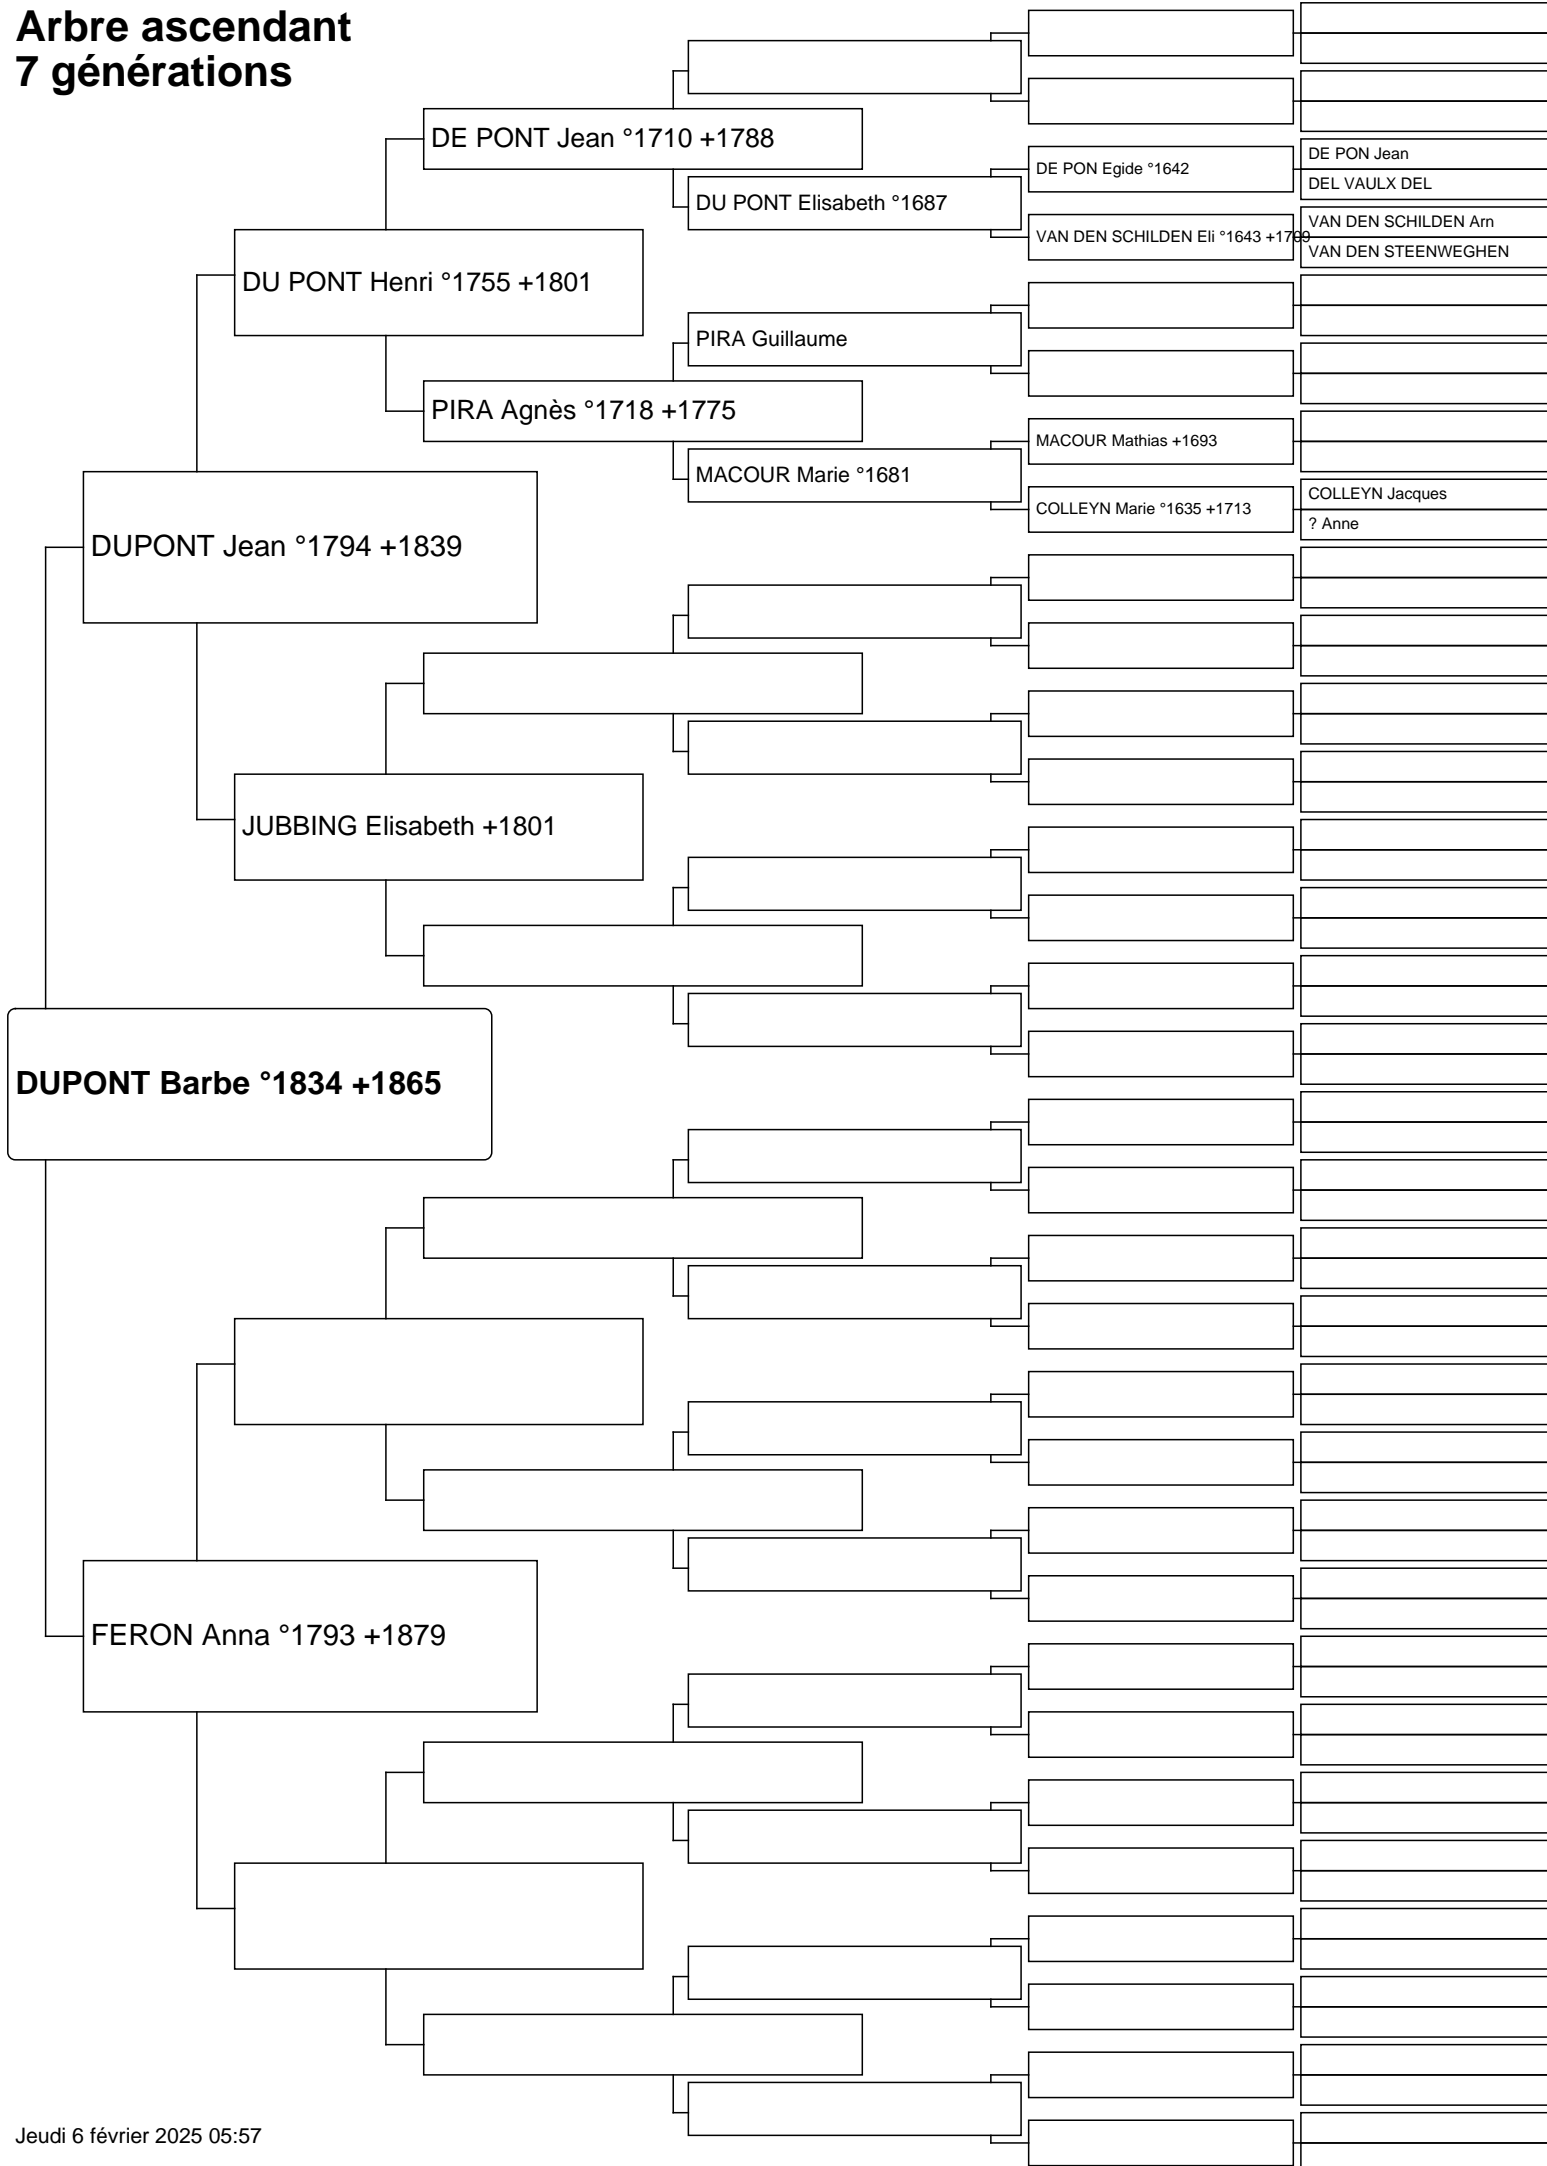 Arbre ascendant
7 générations
DE PONT Jean °1710 +1788
DE PON Egide °1642
DE PON Jean
DEL VAULX DEL
DU PONT Elisabeth °1687
VAN DEN SCHILDEN Eli °1643 +1709
VAN DEN SCHILDEN Arn
VAN DEN STEENWEGHEN
DU PONT Henri °1755 +1801
PIRA Guillaume
PIRA Agnès °1718 +1775
MACOUR Mathias +1693
MACOUR Marie °1681
COLLEYN Marie °1635 +1713
COLLEYN Jacques
? Anne
DUPONT Jean °1794 +1839
JUBBING Elisabeth +1801
DUPONT Barbe °1834 +1865
FERON Anna °1793 +1879
Jeudi 6 février 2025 05:57